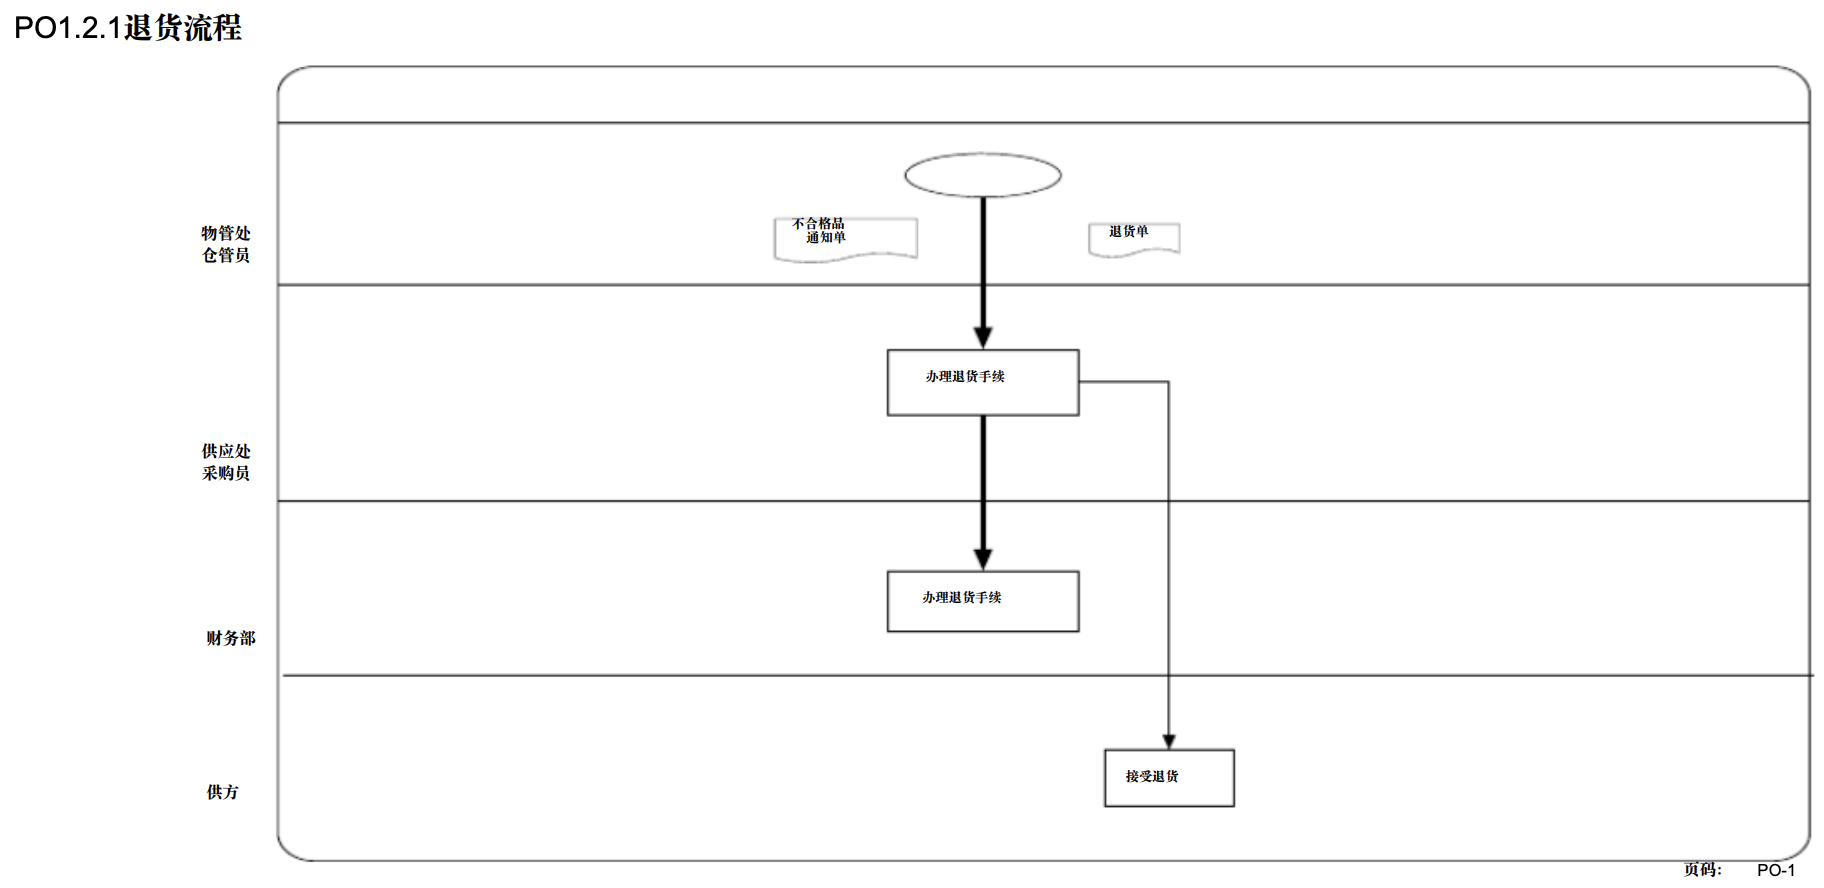 PO1.2.1退货流程
物管处
仓管员
不合格品
通知单
退货单
办理退货手续
供应处
采购员
办理退货手续
财务部
接受退货
供方
页码: PO-1